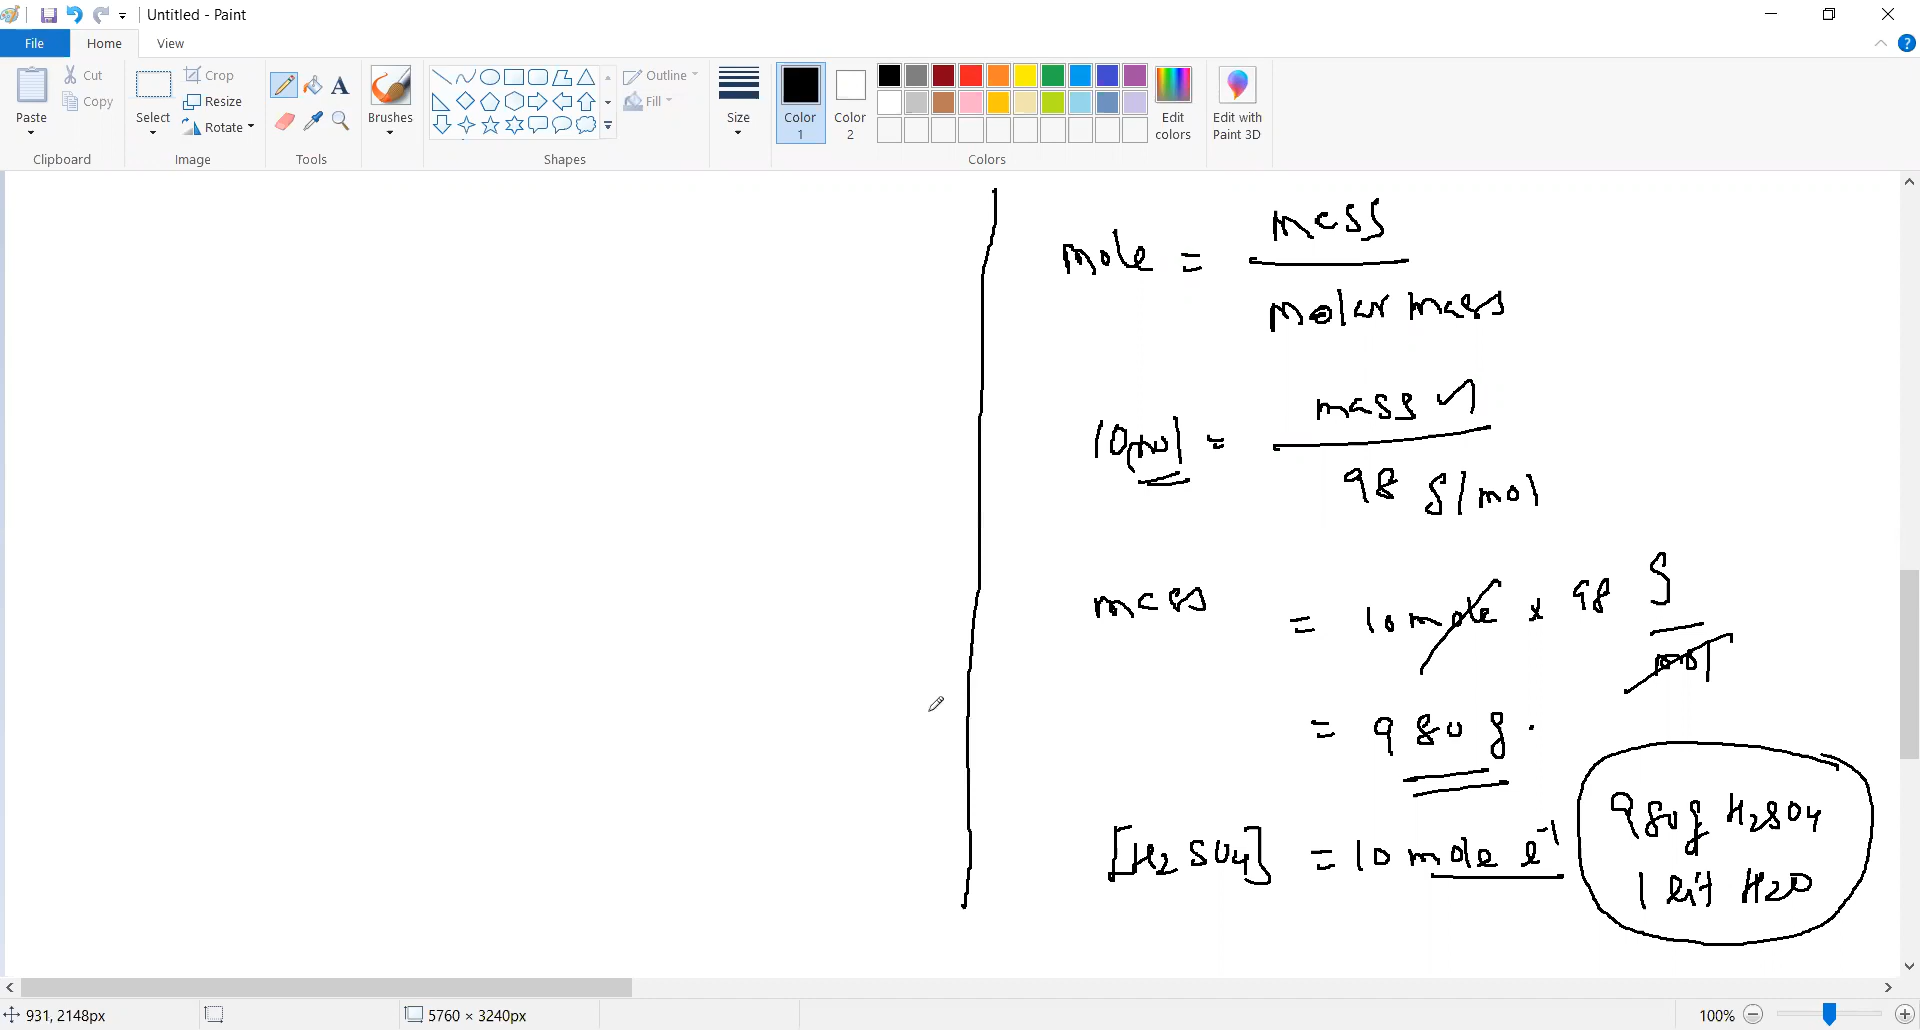 Untitled - Paint
File Home View
Paste
Cut
Copy
Clipboard
Select
Crop
Resize
Rotate
Image
Tools
Brushes
Outline
Fill
Shapes
Size
Color 1
Color 2
Edit colors
Colors
Edit with Paint 3D
mole = mass
molar mass
10mol = mass
98 g/mol
mass = 10 mole x 98 g
mol
= 980 g.
[H2SO4] = 10 mole l-1
980g H2SO4
1 lit H2O
931, 2148px
5760 × 3240px
100%